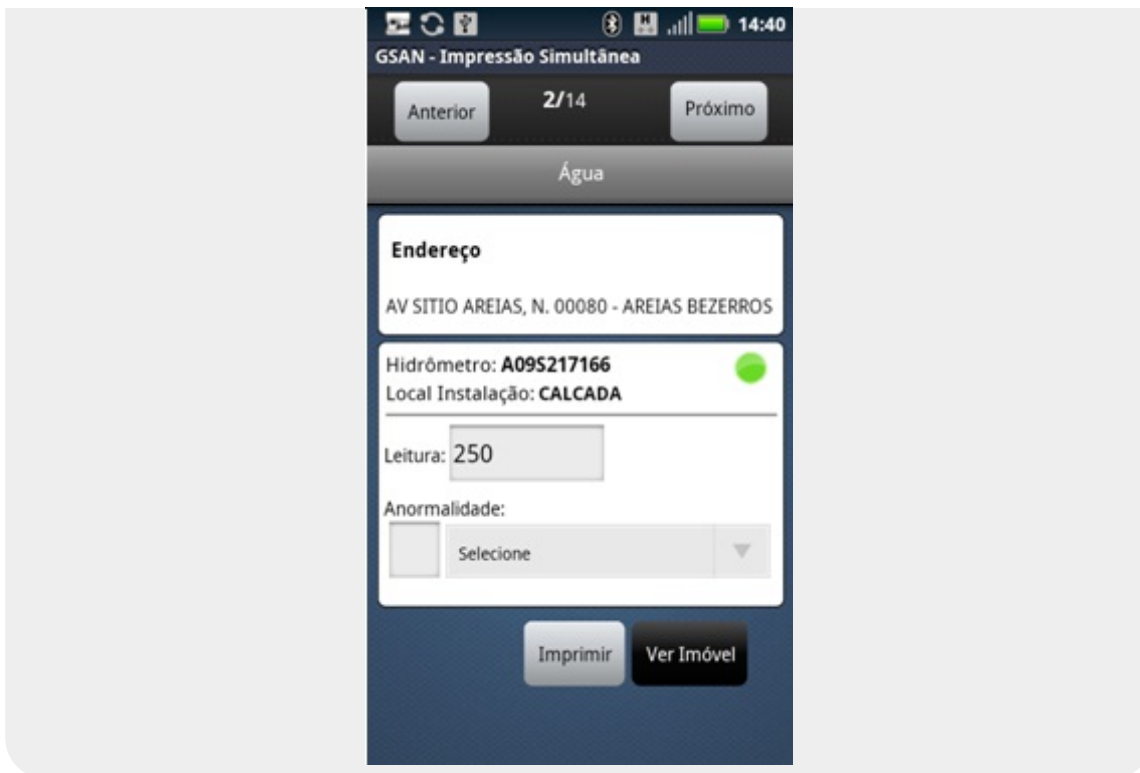 14:40
GSAN - Impressão Simultânea
Anterior
2/14
Próximo
Água
Endereço
AV SITIO AREIAS, N. 00080 - AREIAS BEZERROS
Hidrômetro: A09S217166
Local Instalação: CALCADA
Leitura: 250
Anormalidade:
Selecione
Imprimir
Ver Imóvel